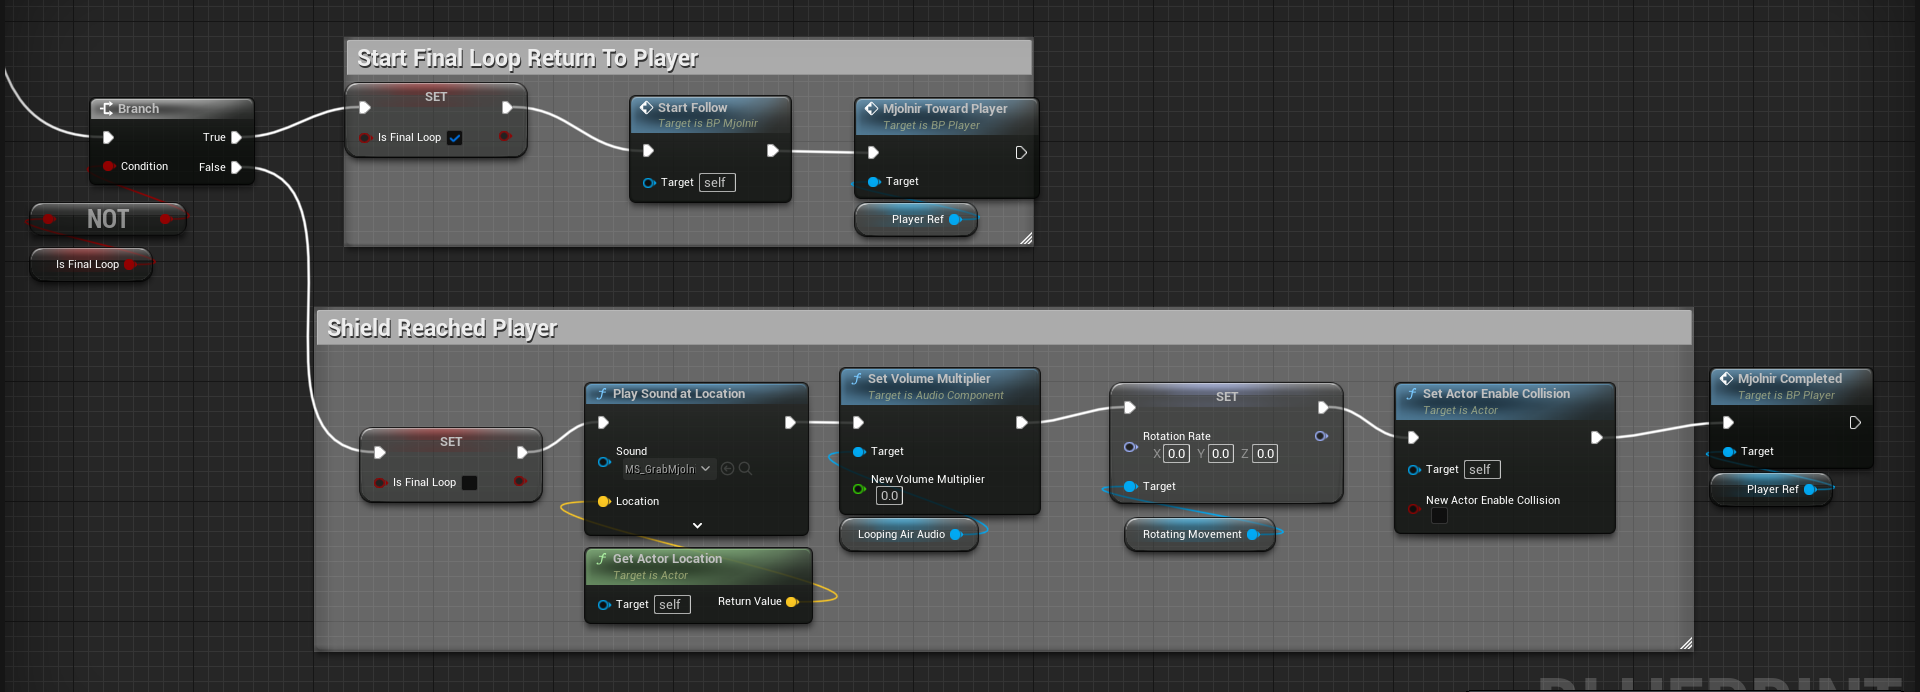 Start Final Loop Return To Player
Branch
True
Condition
False
NOT
Is Final Loop
SET
Is Final Loop
Start Follow
Target is BP Mjolnir
Target
self
Mjolnir Toward Player
Target is BP Player
Target
Player Ref
Shield Reached Player
SET
Is Final Loop
Play Sound at Location
Sound
MS_GrabMjolni
Location
Get Actor Location
Target is Actor
Target
self
Return Value
Set Volume Multiplier
Target is Audio Component
Target
New Volume Multiplier
0.0
Looping Air Audio
SET
Rotation Rate
X 0.0 Y 0.0 Z 0.0
Target
Rotating Movement
Set Actor Enable Collision
Target is Actor
Target
self
New Actor Enable Collision
Mjolnir Completed
Target is BP Player
Target
Player Ref
BLUEPRINT